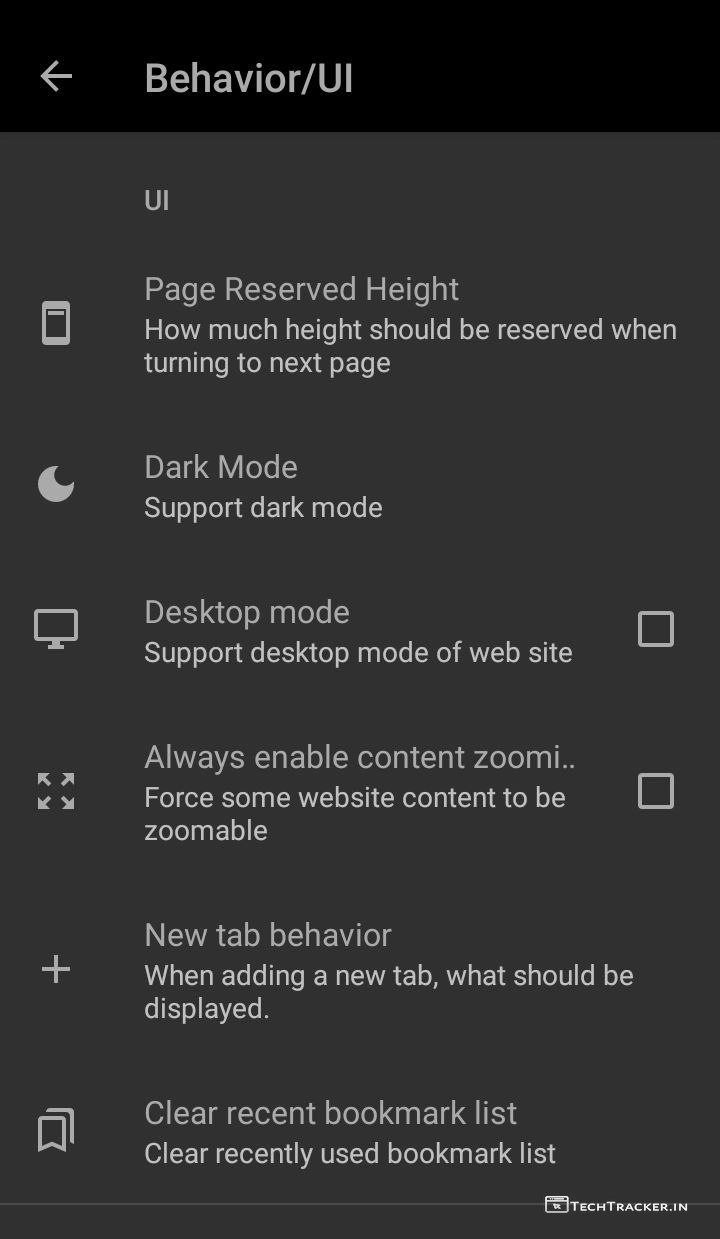 Behavior/UI
UI
Page Reserved Height
How much height should be reserved when
turning to next page
Dark Mode
Support dark mode
Desktop mode
Support desktop mode of web site
Always enable content zoomi..
Force some website content to be
zoomable
New tab behavior
When adding a new tab, what should be
displayed.
Clear recent bookmark list
Clear recently used bookmark list
TECHTRACKER.IN